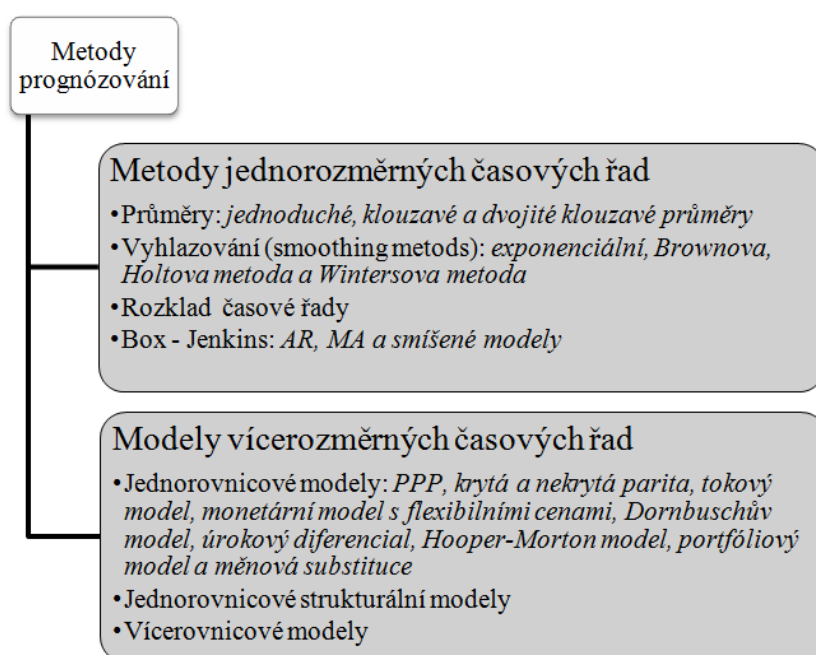 Metody
prognózování
Metody jednorozměrných časových řad
•Průměry: jednoduché, klouzavé a dvojité klouzavé průměry
•Vyhlazování (smoothing metods): exponenciální, Brownova,
Holtova metoda a Wintersova metoda
•Rozklad časové řady
•Box - Jenkins: AR, MA a smíšené modely
Modely vícerozměrných časových řad
•Jednorovnicové modely: PPP, krytá a nekrytá parita, tokový
model, monetární model s flexibilními cenami, Dornbuschův
model, úrokový diferencial, Hooper-Morton model, portfóliový
model a měnová substituce
•Jednorovnicové strukturální modely
•Vícerovnicové modely